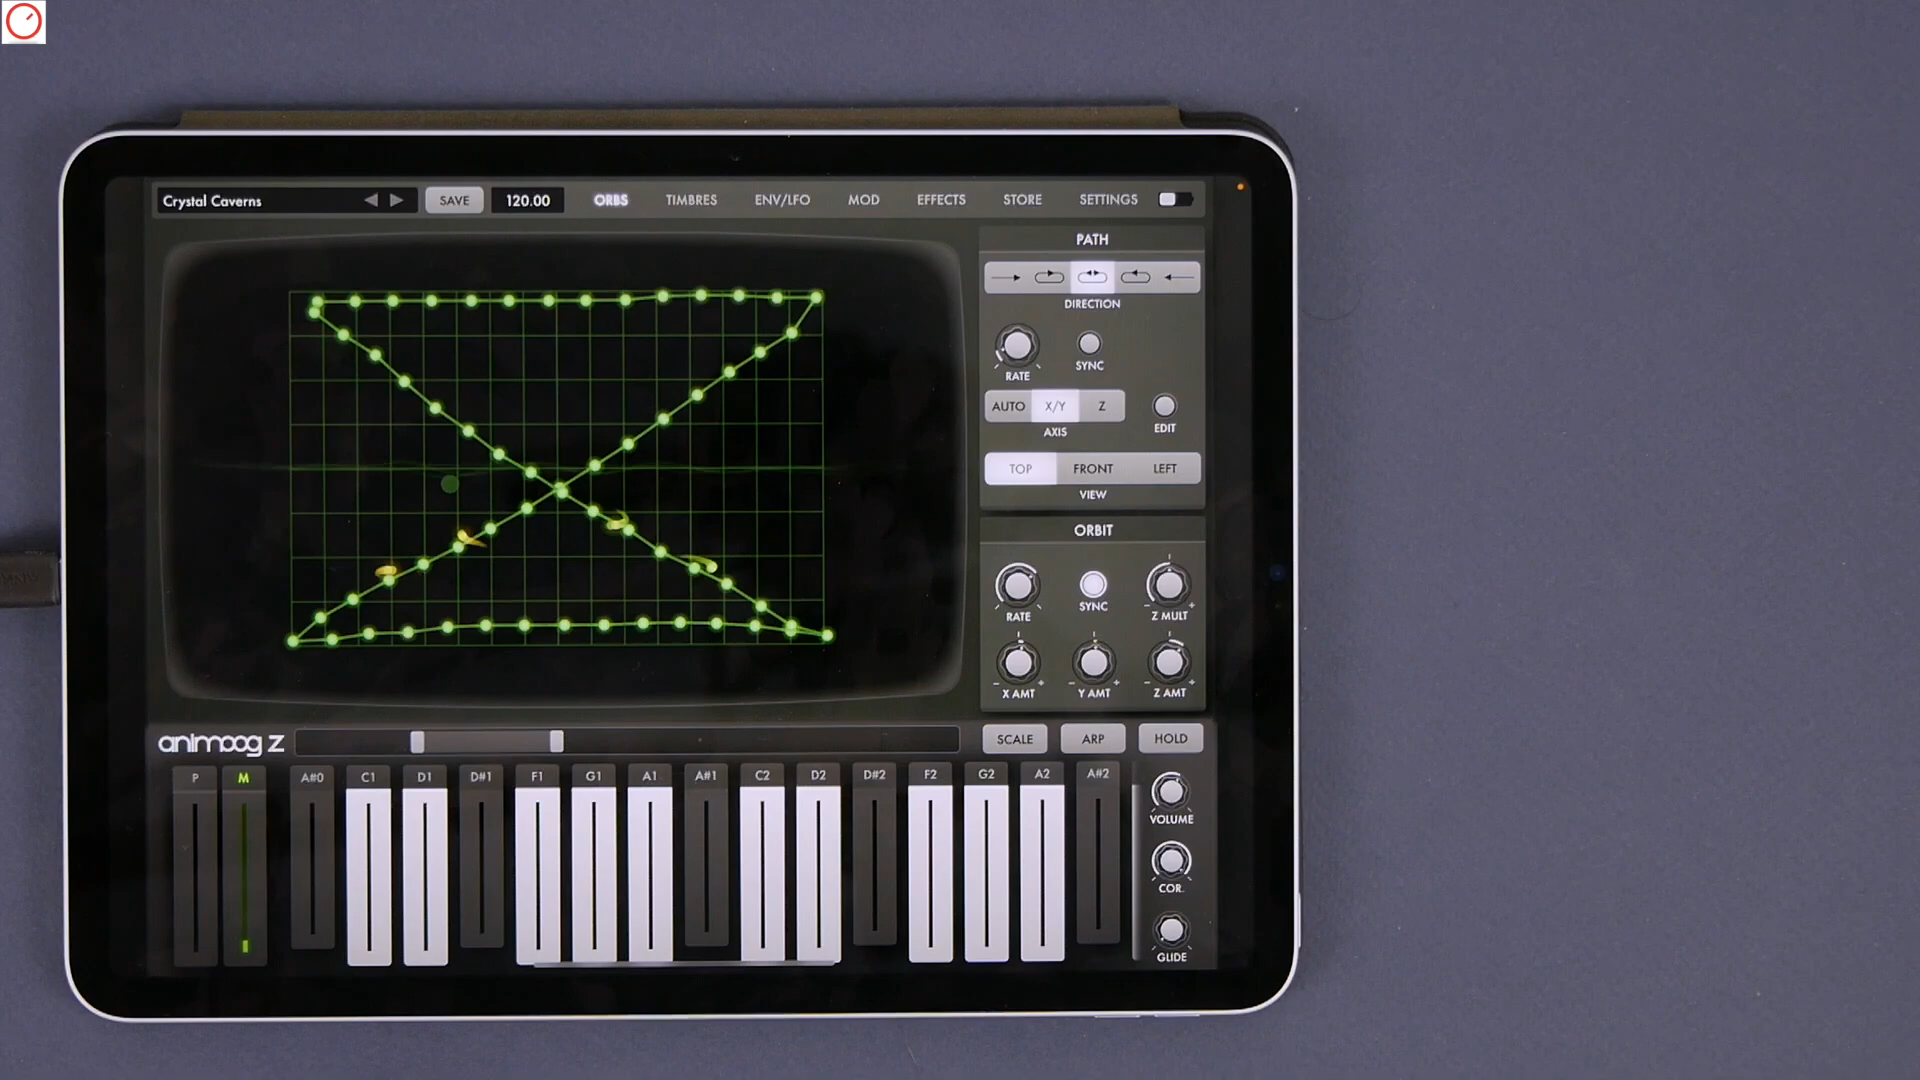 Crystal Caverns
SAVE
120.00
ORBS
TIMBRES
ENV/LFO
MOD
EFFECTS
STORE
SETTINGS
PATH
DIRECTION
RATE
SYNC
AUTO
X/Y
Z
AXIS
EDIT
TOP
FRONT
LEFT
VIEW
ORBIT
RATE
SYNC
Z MULT
X AMT
Y AMT
Z AMT
animoog Z
SCALE
ARP
HOLD
P
M
A#0
C1
D1
D#1
F1
G1
A1
A#1
C2
D2
D#2
F2
G2
A2
A#2
VOLUME
COR.
GLIDE